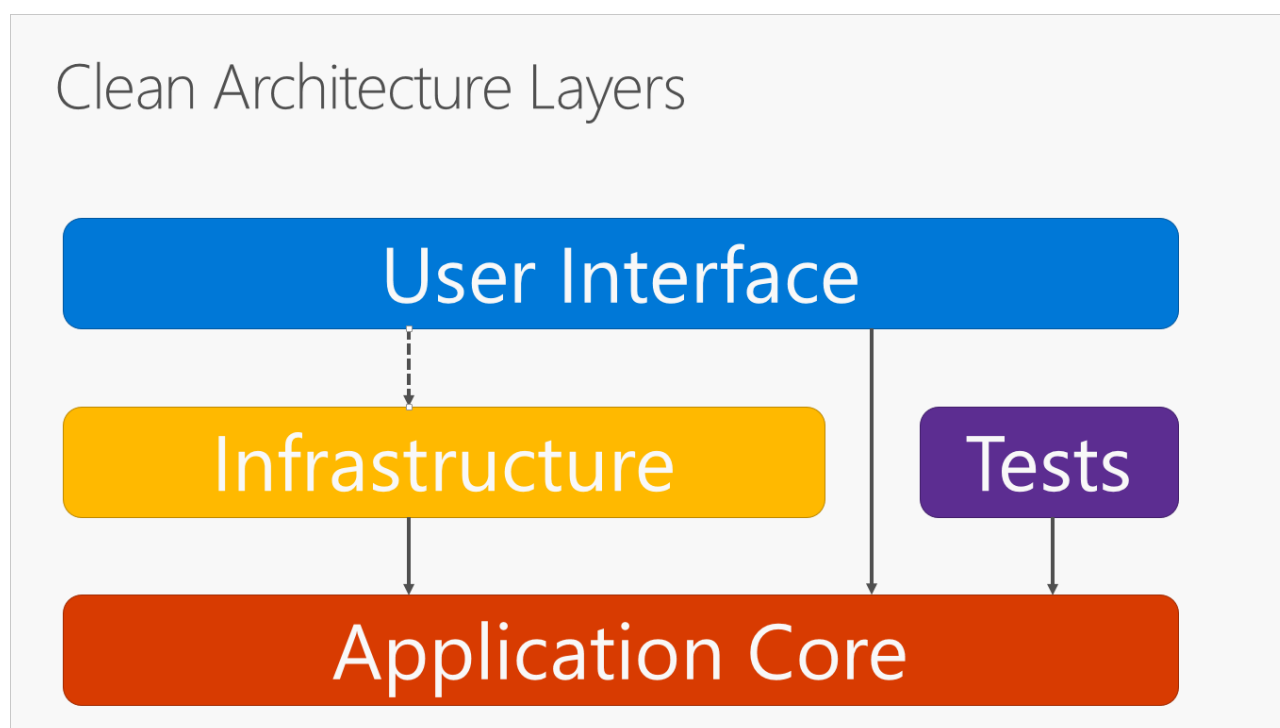 Clean Architecture Layers
User Interface
Infrastructure
Tests
Application Core